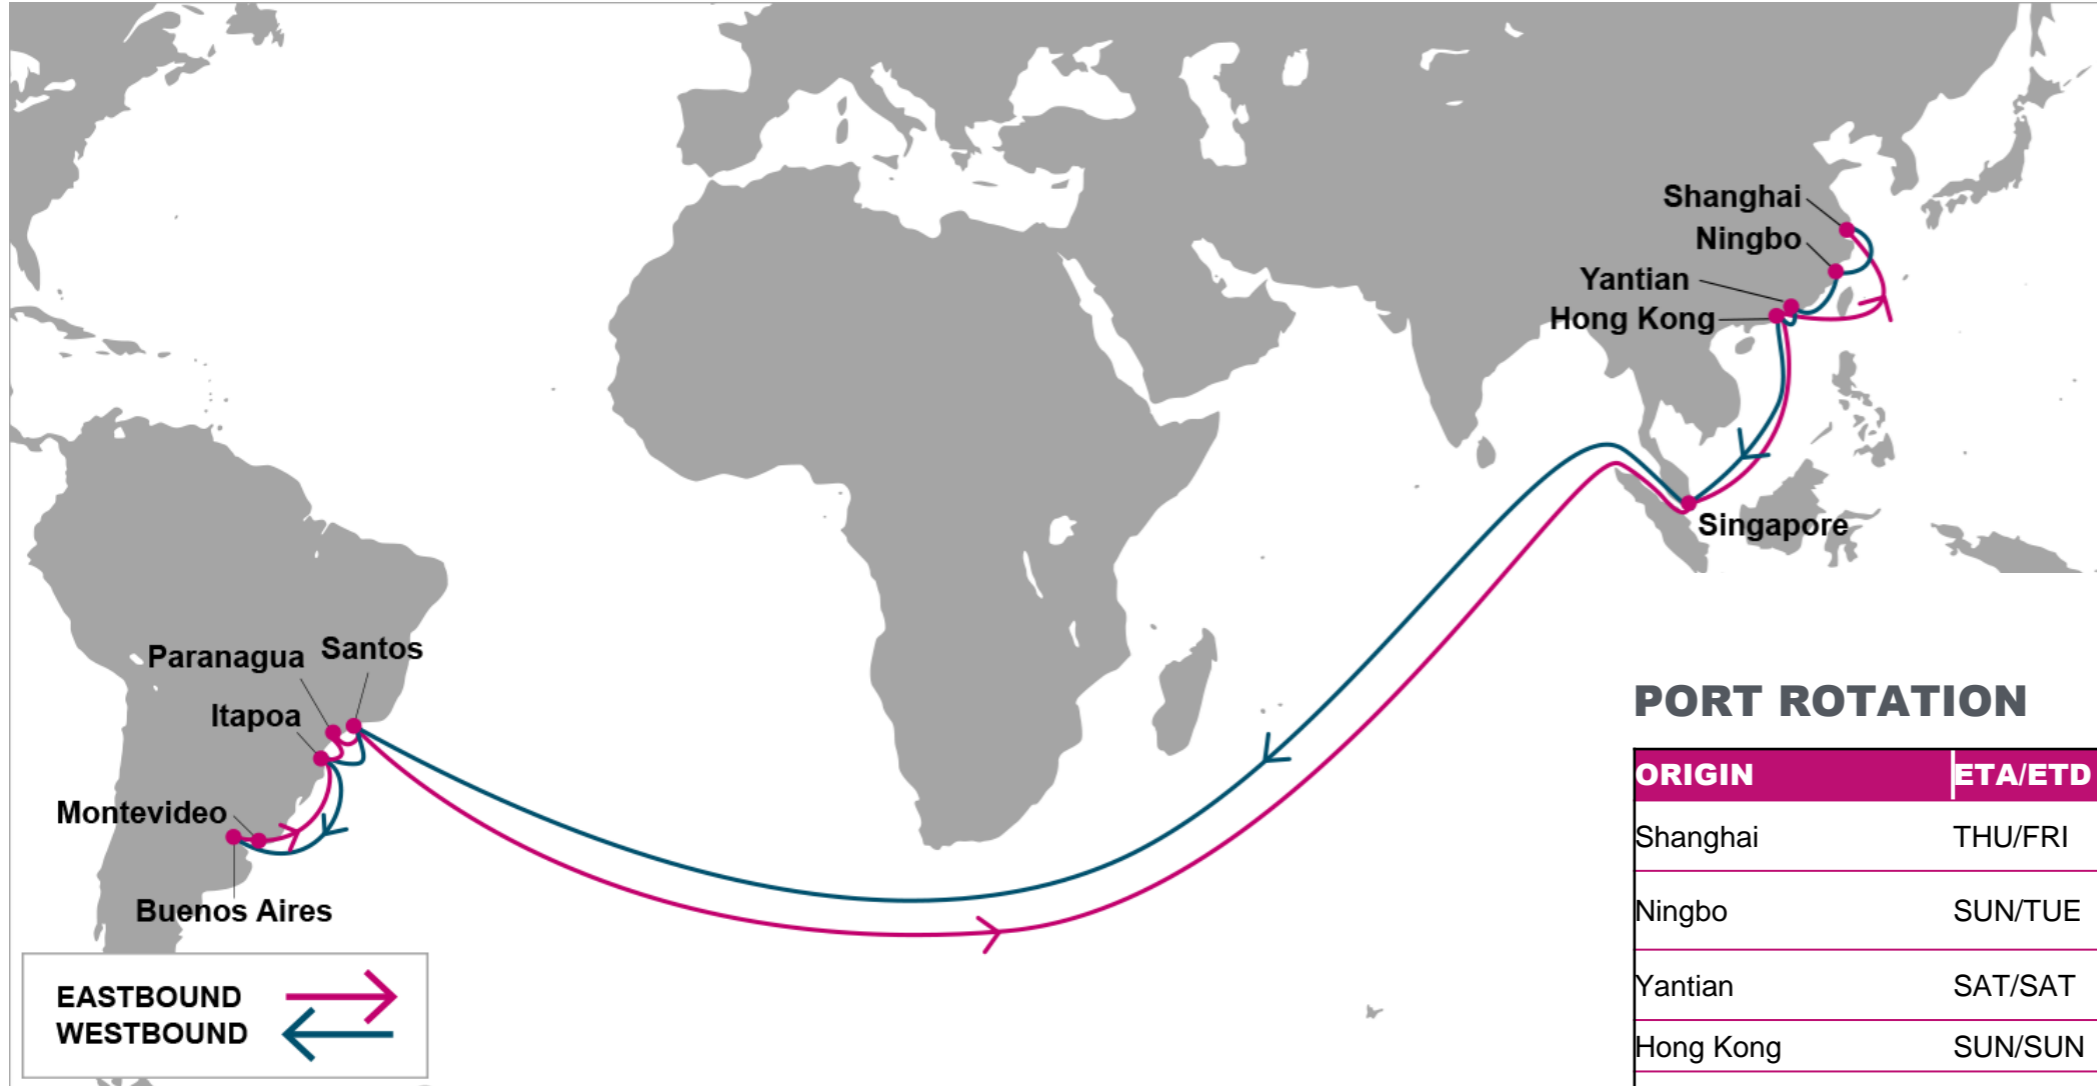 Shanghai
Ningbo
Yantian
Hong Kong
Singapore
Paranagua
Santos
Itapoa
Montevideo
Buenos Aires
EASTBOUND
WESTBOUND
PORT ROTATION
ORIGIN ETA/ETD
Shanghai THU/FRI
Ningbo SUN/TUE
Yantian SAT/SAT
Hong Kong SUN/SUN